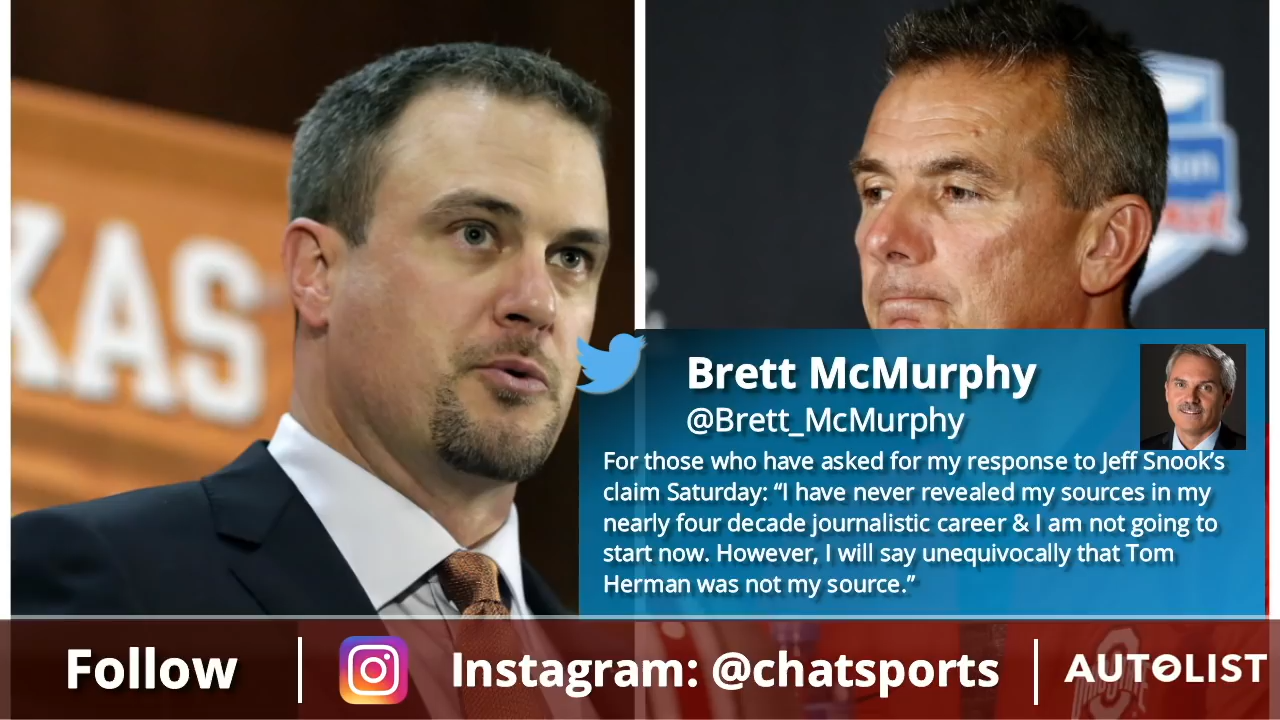 XAS
Brett McMurphy
@Brett_McMurphy
For those who have asked for my response to Jeff Snook’s
claim Saturday: “I have never revealed my sources in my
nearly four decade journalistic career & I am not going to
start now. However, I will say unequivocally that Tom
Herman was not my source.”
Follow
Instagram: @chatsports
AUTOLIST